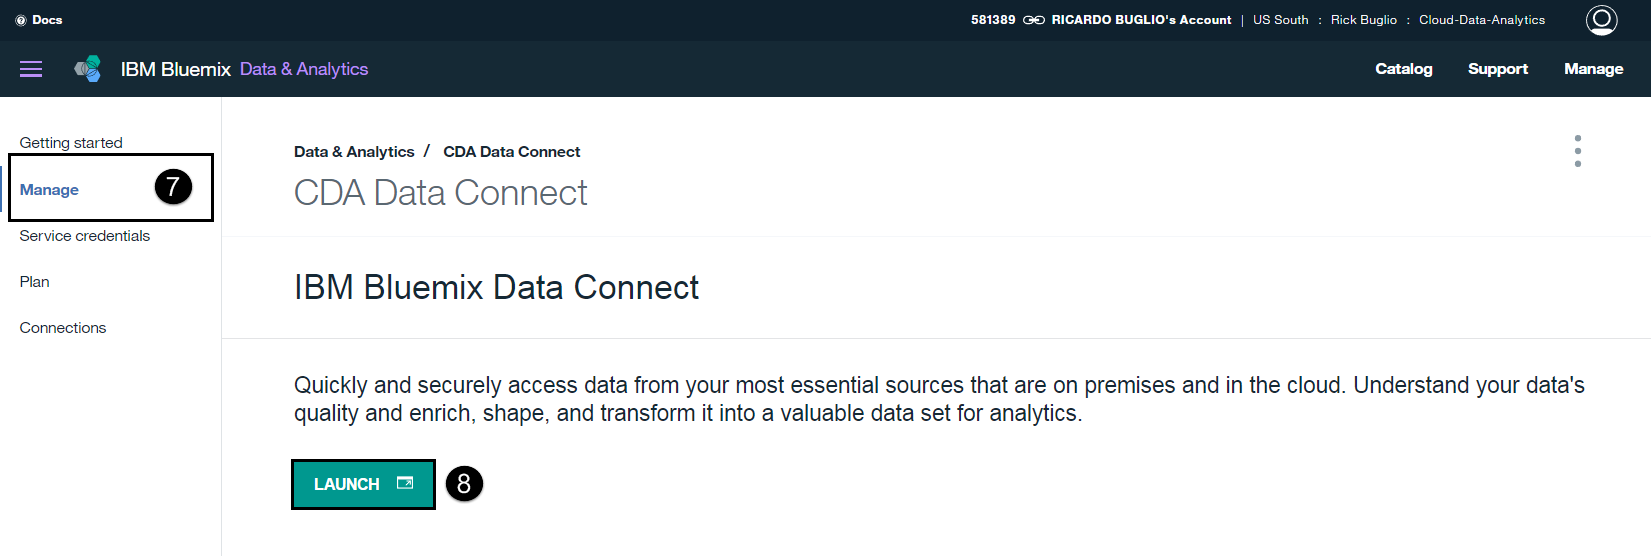 Docs
581389 RICARDO BUGLIO's Account | US South : Rick Buglio : Cloud-Data-Analytics
IBM Bluemix Data & Analytics
Catalog Support Manage
Getting started
Manage 7
Service credentials
Plan
Connections
Data & Analytics / CDA Data Connect
CDA Data Connect
IBM Bluemix Data Connect
Quickly and securely access data from your most essential sources that are on premises and in the cloud. Understand your data's
quality and enrich, shape, and transform it into a valuable data set for analytics.
LAUNCH 8